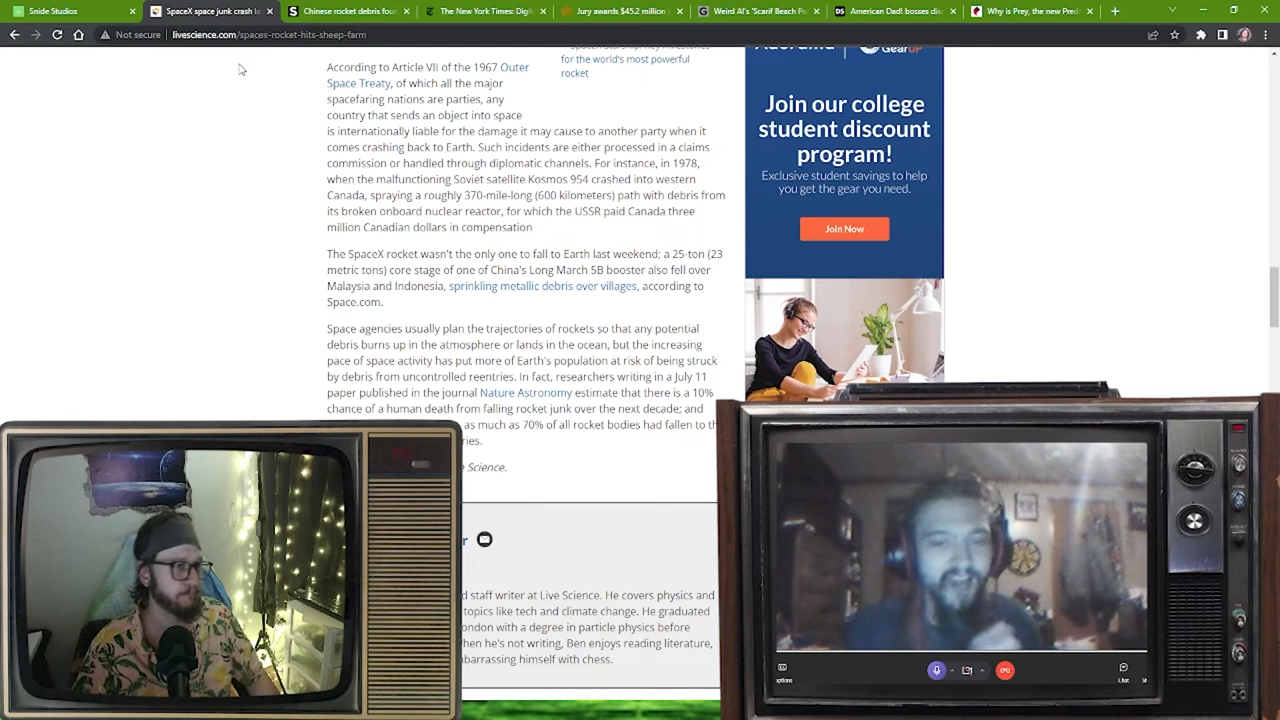 Snide Studios
SpaceX space junk crash la
Chinese rocket debris fou
The New York Times: Digi
Jury awards $45.2 million i
Weird Al's 'Scarif Beach Pa
American Dad! bosses di
Why is Prey, the new Pred
Not secure
livescience.com/spacex-rocket-hits-sheep-farm
for the world's most powerful
rocket
According to Article VII of the 1967 Outer
Space Treaty, of which all the major
spacefaring nations are parties, any
country that sends an object into space
is internationally liable for the damage it may cause to another party when it
comes crashing back to Earth. Such incidents are either processed in a claims
commission or handled through diplomatic channels. For instance, in 1978,
when the malfunctioning Soviet satellite Kosmos 954 crashed into western
Canada, spraying a roughly 370-mile-long (600 kilometers) path with debris from
its broken onboard nuclear reactor, for which the USSR paid Canada three
million Canadian dollars in compensation
The SpaceX rocket wasn't the only one to fall to Earth last weekend; a 25-ton (23
metric tons) core stage of one of China's Long March 5B booster also fell over
Malaysia and Indonesia, sprinkling metallic debris over villages, according to
Space.com.
Space agencies usually plan the trajectories of rockets so that any potential
debris burns up in the atmosphere or lands in the ocean, but the increasing
pace of space activity has put more of Earth's population at risk of being struck
by debris from uncontrolled reentries. In fact, researchers writing in a July 11
paper published in the journal Nature Astronomy estimate that there is a 10%
chance of a human death from falling rocket junk over the next decade; and
as much as 70% of all rocket bodies had fallen to th
ries.
e Science.
r
d staff writer at Live Science. He covers physics and
topics like tech and climate change. He graduated
with a degree in particle physics before
writing, Ben enjoys reading literature,
himself with chess.
GearUP
Join our college
student discount
program!
Exclusive student savings to help
you get the gear you need.
Join Now
ptions
Chat